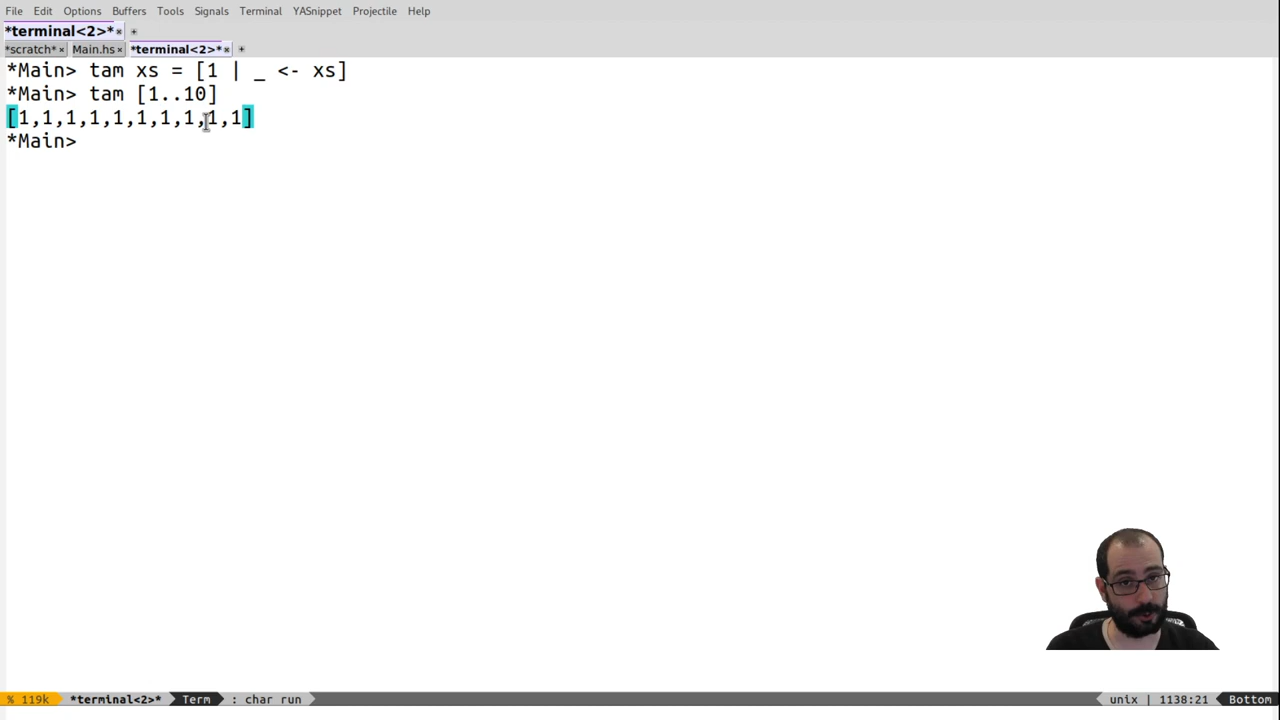 File Edit Options Buffers Tools Signals Terminal YASnippet Projectile Help
*terminal<2>*× +
*scratch*× Main.hs× *terminal<2>*× +
*Main> tam xs = [1 | _ <- xs]
*Main> tam [1..10]
[1,1,1,1,1,1,1,1,1,1]
*Main>
% 119k *terminal<2>* Term : char run unix | 1138:21 Bottom